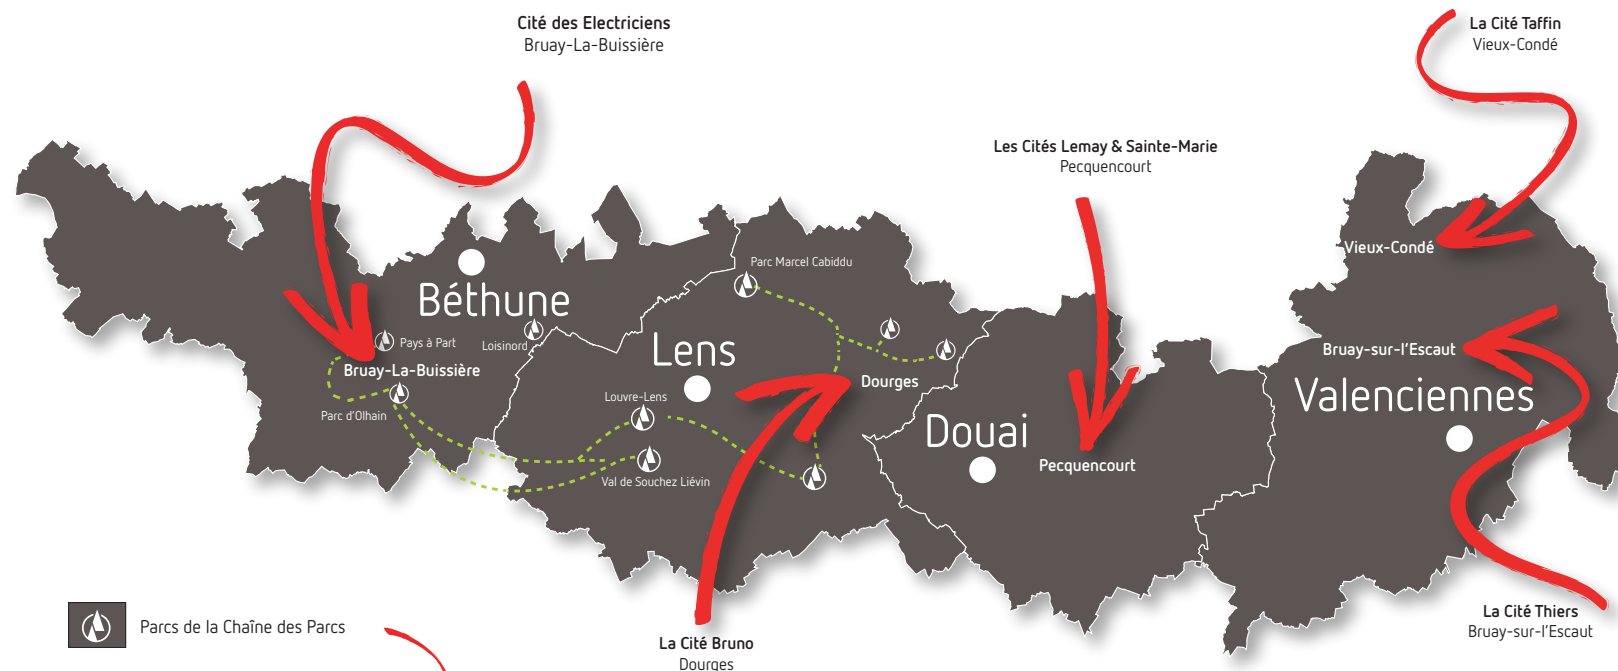 Cité des Electriciens
Bruay-La-Buissière
La Cité Taffin
Vieux-Condé
Les Cités Lemay & Sainte-Marie
Pecquencourt
Vieux-Condé
Parc Marcel Cabiddu
Béthune
Pays à Part
Loisinord
Bruay-La-Buissière
Lens
Bruay-sur-l'Escaut
Dourges
Valenciennes
Louvre-Lens
Parc d'Olhain
Douai
Pecquencourt
Val de Souchez Liévin
La Cité Thiers
Bruay-sur-l'Escaut
Parcs de la Chaîne des Parcs
La Cité Bruno
Dourges